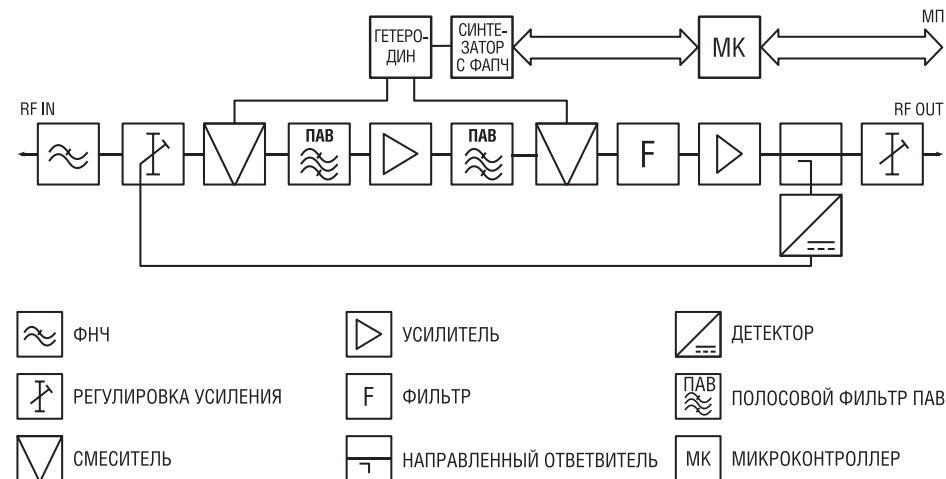 МП
ГЕТЕРО-
ДИН
СИНТЕ-
ЗАТОР
С ФАПЧ
МК
RF IN
RF OUT
ПАВ
ПАВ
F
ФНЧ
УСИЛИТЕЛЬ
ДЕТЕКТОР
РЕГУЛИРОВКА УСИЛЕНИЯ
F
ФИЛЬТР
ПАВ
ПОЛОСОВОЙ ФИЛЬТР ПАВ
СМЕСИТЕЛЬ
НАПРАВЛЕННЫЙ ОТВЕТВИТЕЛЬ
МК
МИКРОКОНТРОЛЛЕР